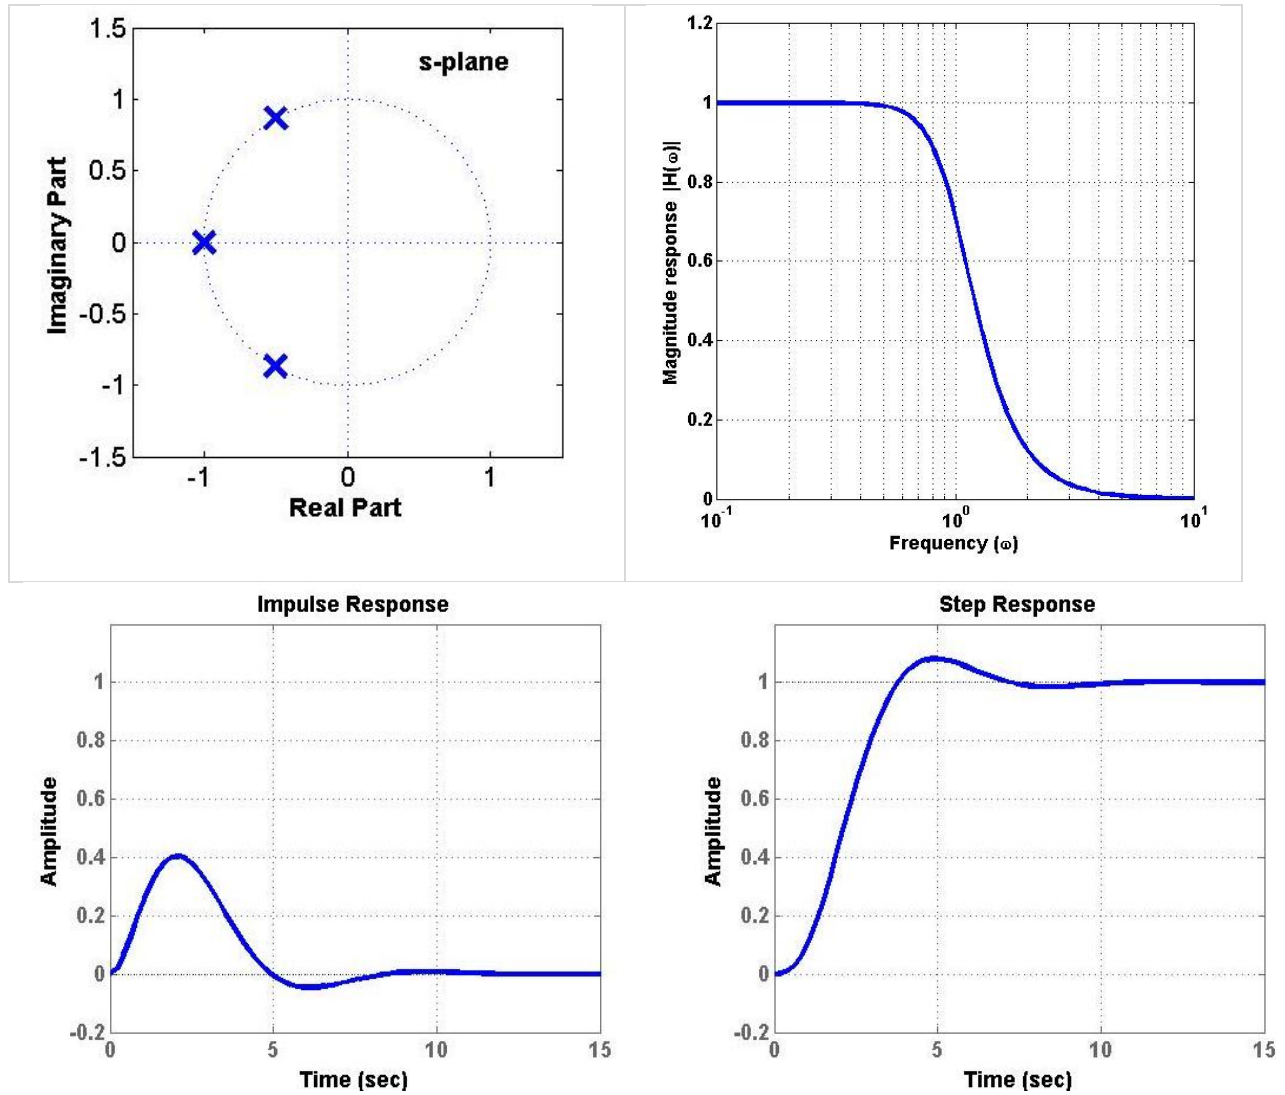 s-plane
1.5
1
0.5
0
-0.5
-1
-1.5
Imaginary Part
-1 0 1
Real Part
1.2
1
0.8
0.6
0.4
0.2
0
Magnitude response |H(ω)|
10^-1 10^0 10^1
Frequency (ω)
Impulse Response
1
0.8
0.6
0.4
0.2
0
-0.2
Amplitude
0 5 10 15
Time (sec)
Step Response
1
0.8
0.6
0.4
0.2
0
-0.2
Amplitude
0 5 10 15
Time (sec)